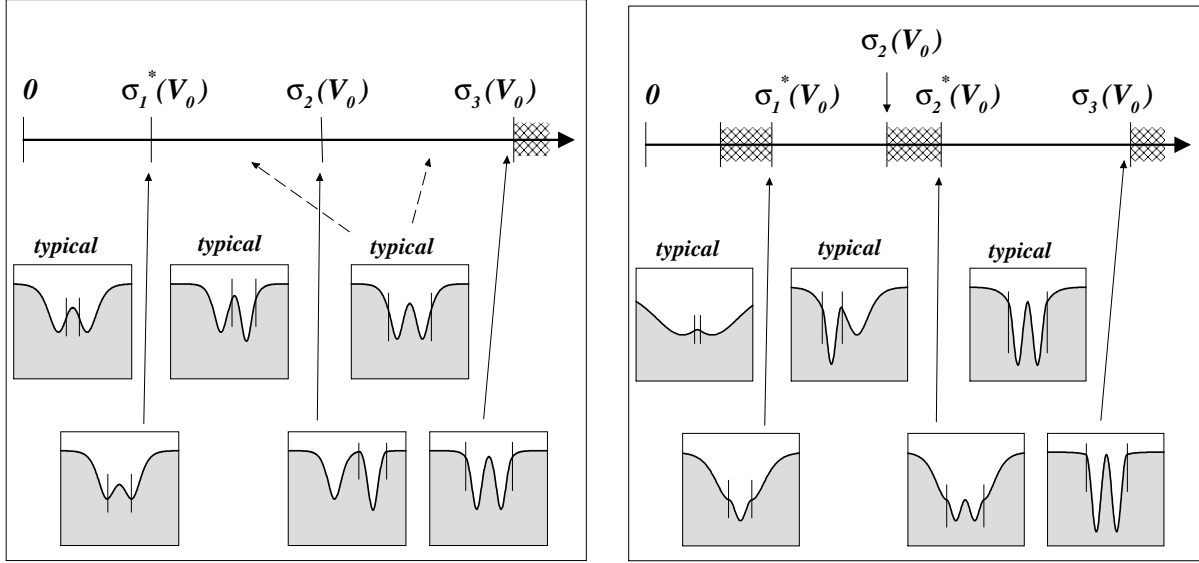 0 σ₁*(V₀) σ₂(V₀) σ₃(V₀)
typical typical typical
σ₂(V₀)
0 σ₁*(V₀) σ₂*(V₀) σ₃(V₀)
typical typical typical